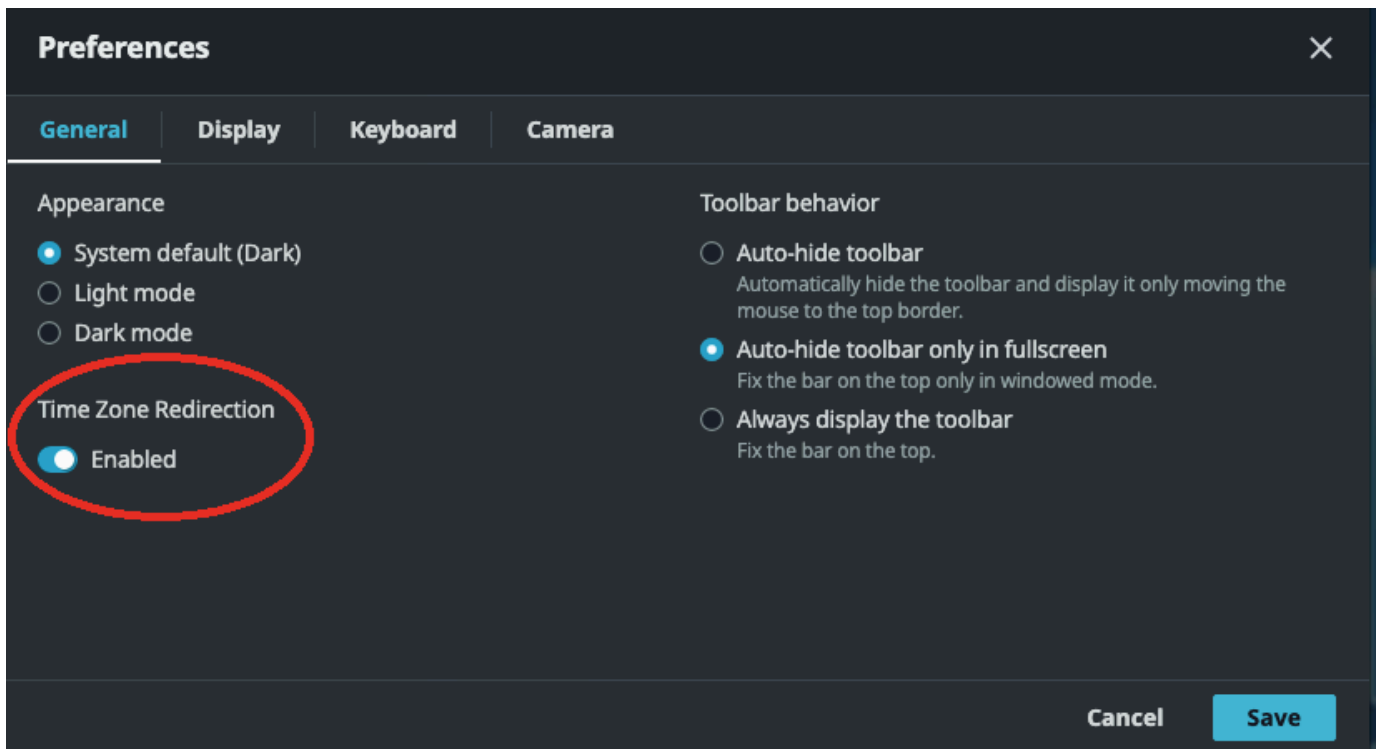 Preferences
General
Display
Keyboard
Camera
Appearance
System default (Dark)
Light mode
Dark mode
Time Zone Redirection
Enabled
Toolbar behavior
Auto-hide toolbar
Automatically hide the toolbar and display it only moving the
mouse to the top border.
Auto-hide toolbar only in fullscreen
Fix the bar on the top only in windowed mode.
Always display the toolbar
Fix the bar on the top.
Cancel
Save